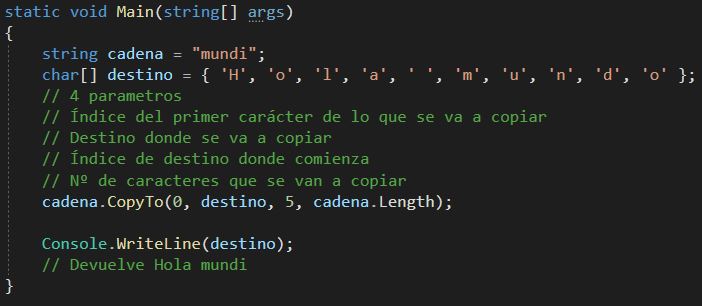 static void Main(string[] args)
{
    string cadena = "mundi";
    char[] destino = { 'H', 'o', 'l', 'a', ' ', 'm', 'u', 'n', 'd', 'o' };
    // 4 parametros
    // Índice del primer carácter de lo que se va a copiar
    // Destino donde se va a copiar
    // Índice de destino donde comienza
    // Nº de caracteres que se van a copiar
    cadena.CopyTo(0, destino, 5, cadena.Length);

    Console.WriteLine(destino);
    // Devuelve Hola mundi
}